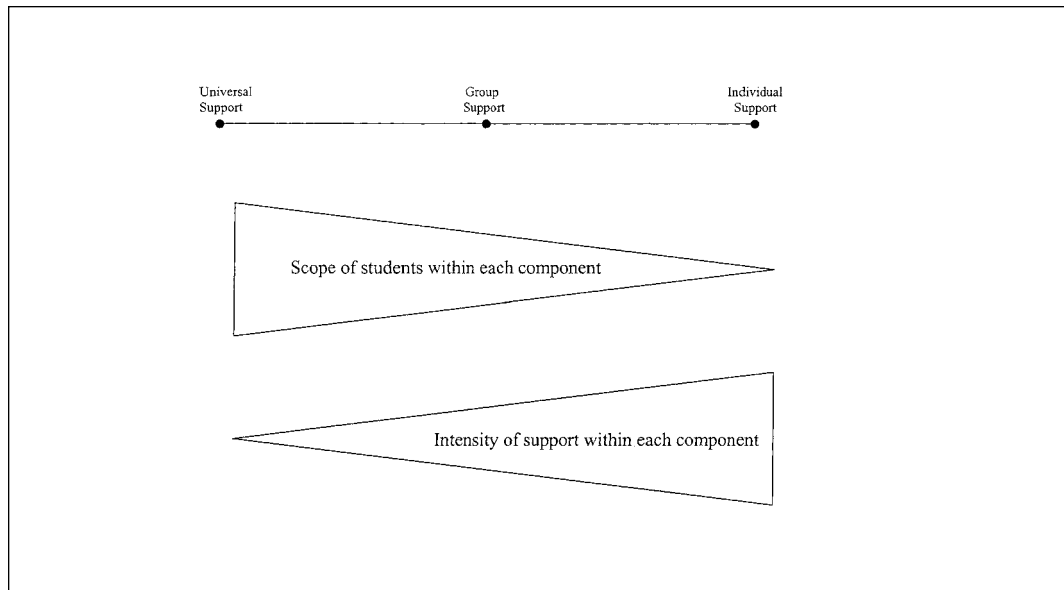 Universal
Support
Group
Support
Individual
Support
Scope of students within each component
Intensity of support within each component